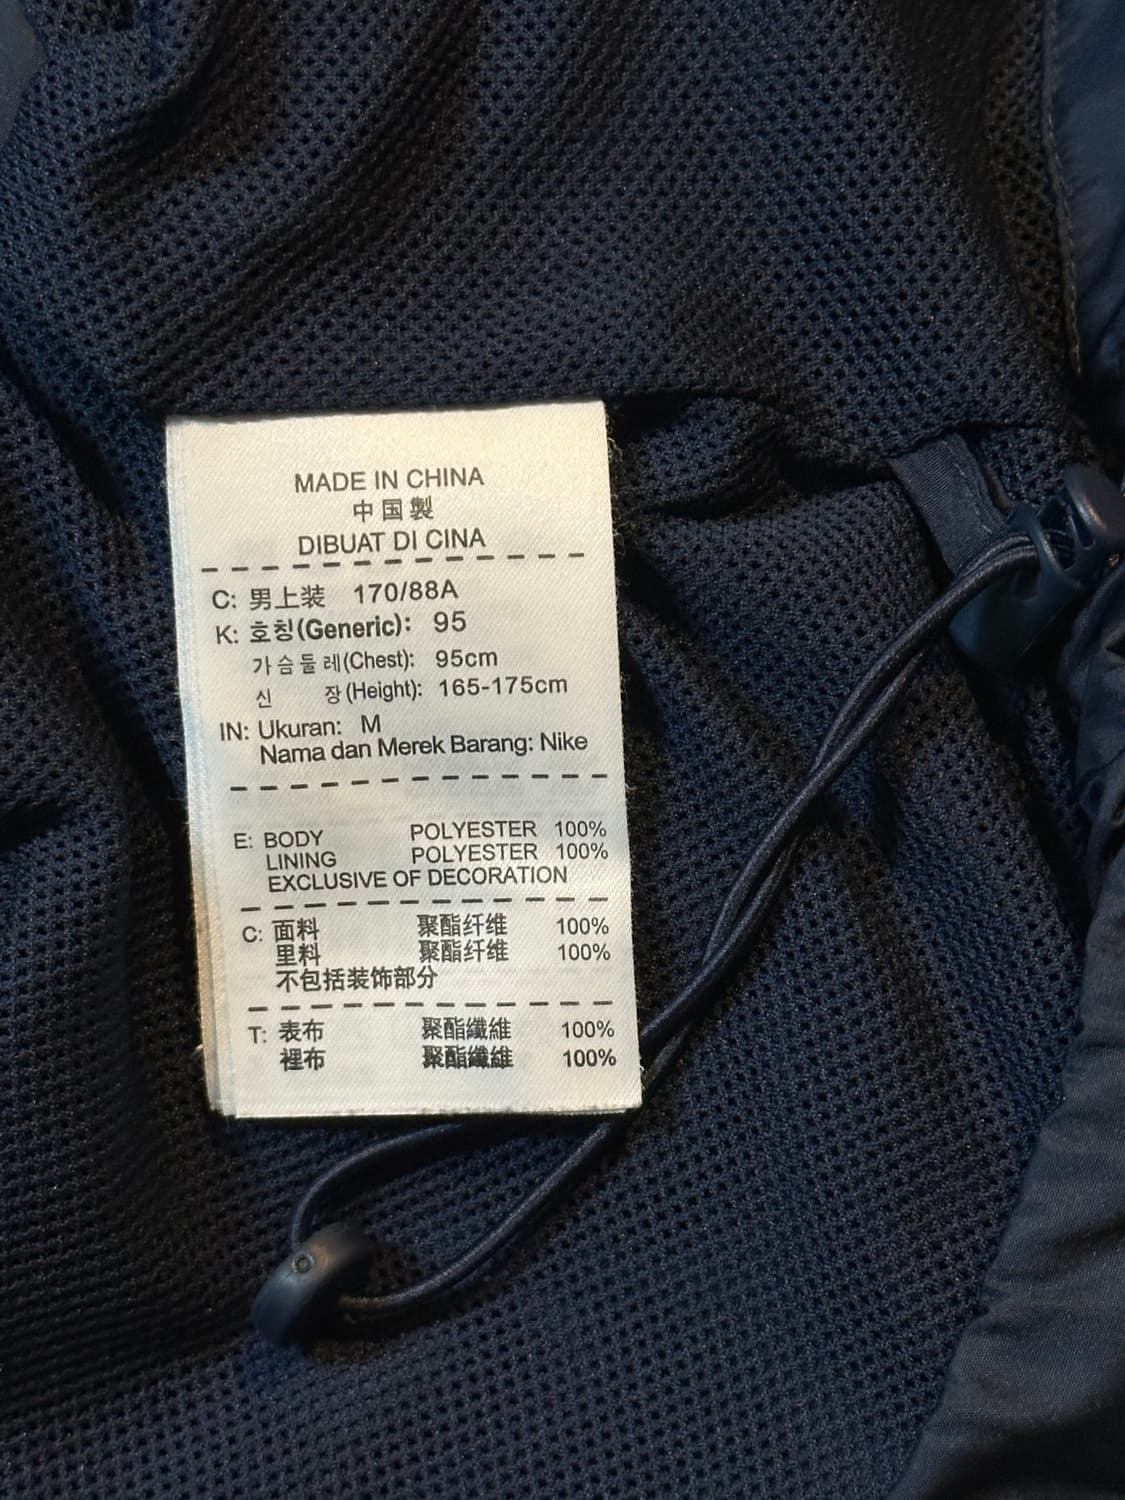 MADE IN CHINA
中国製
DIBUAT DI CINA
C: 男上装 170/88A
K: 호칭(Generic): 95
가슴둘레(Chest): 95cm
신 장(Height): 165-175cm
IN: Ukuran: M
Nama dan Merek Barang: Nike
E: BODY POLYESTER 100%
LINING POLYESTER 100%
EXCLUSIVE OF DECORATION
C: 面料 聚酯纤维 100%
里料 聚酯纤维 100%
不包括装饰部分
T: 表布 聚酯纖維 100%
裡布 聚酯纖維 100%